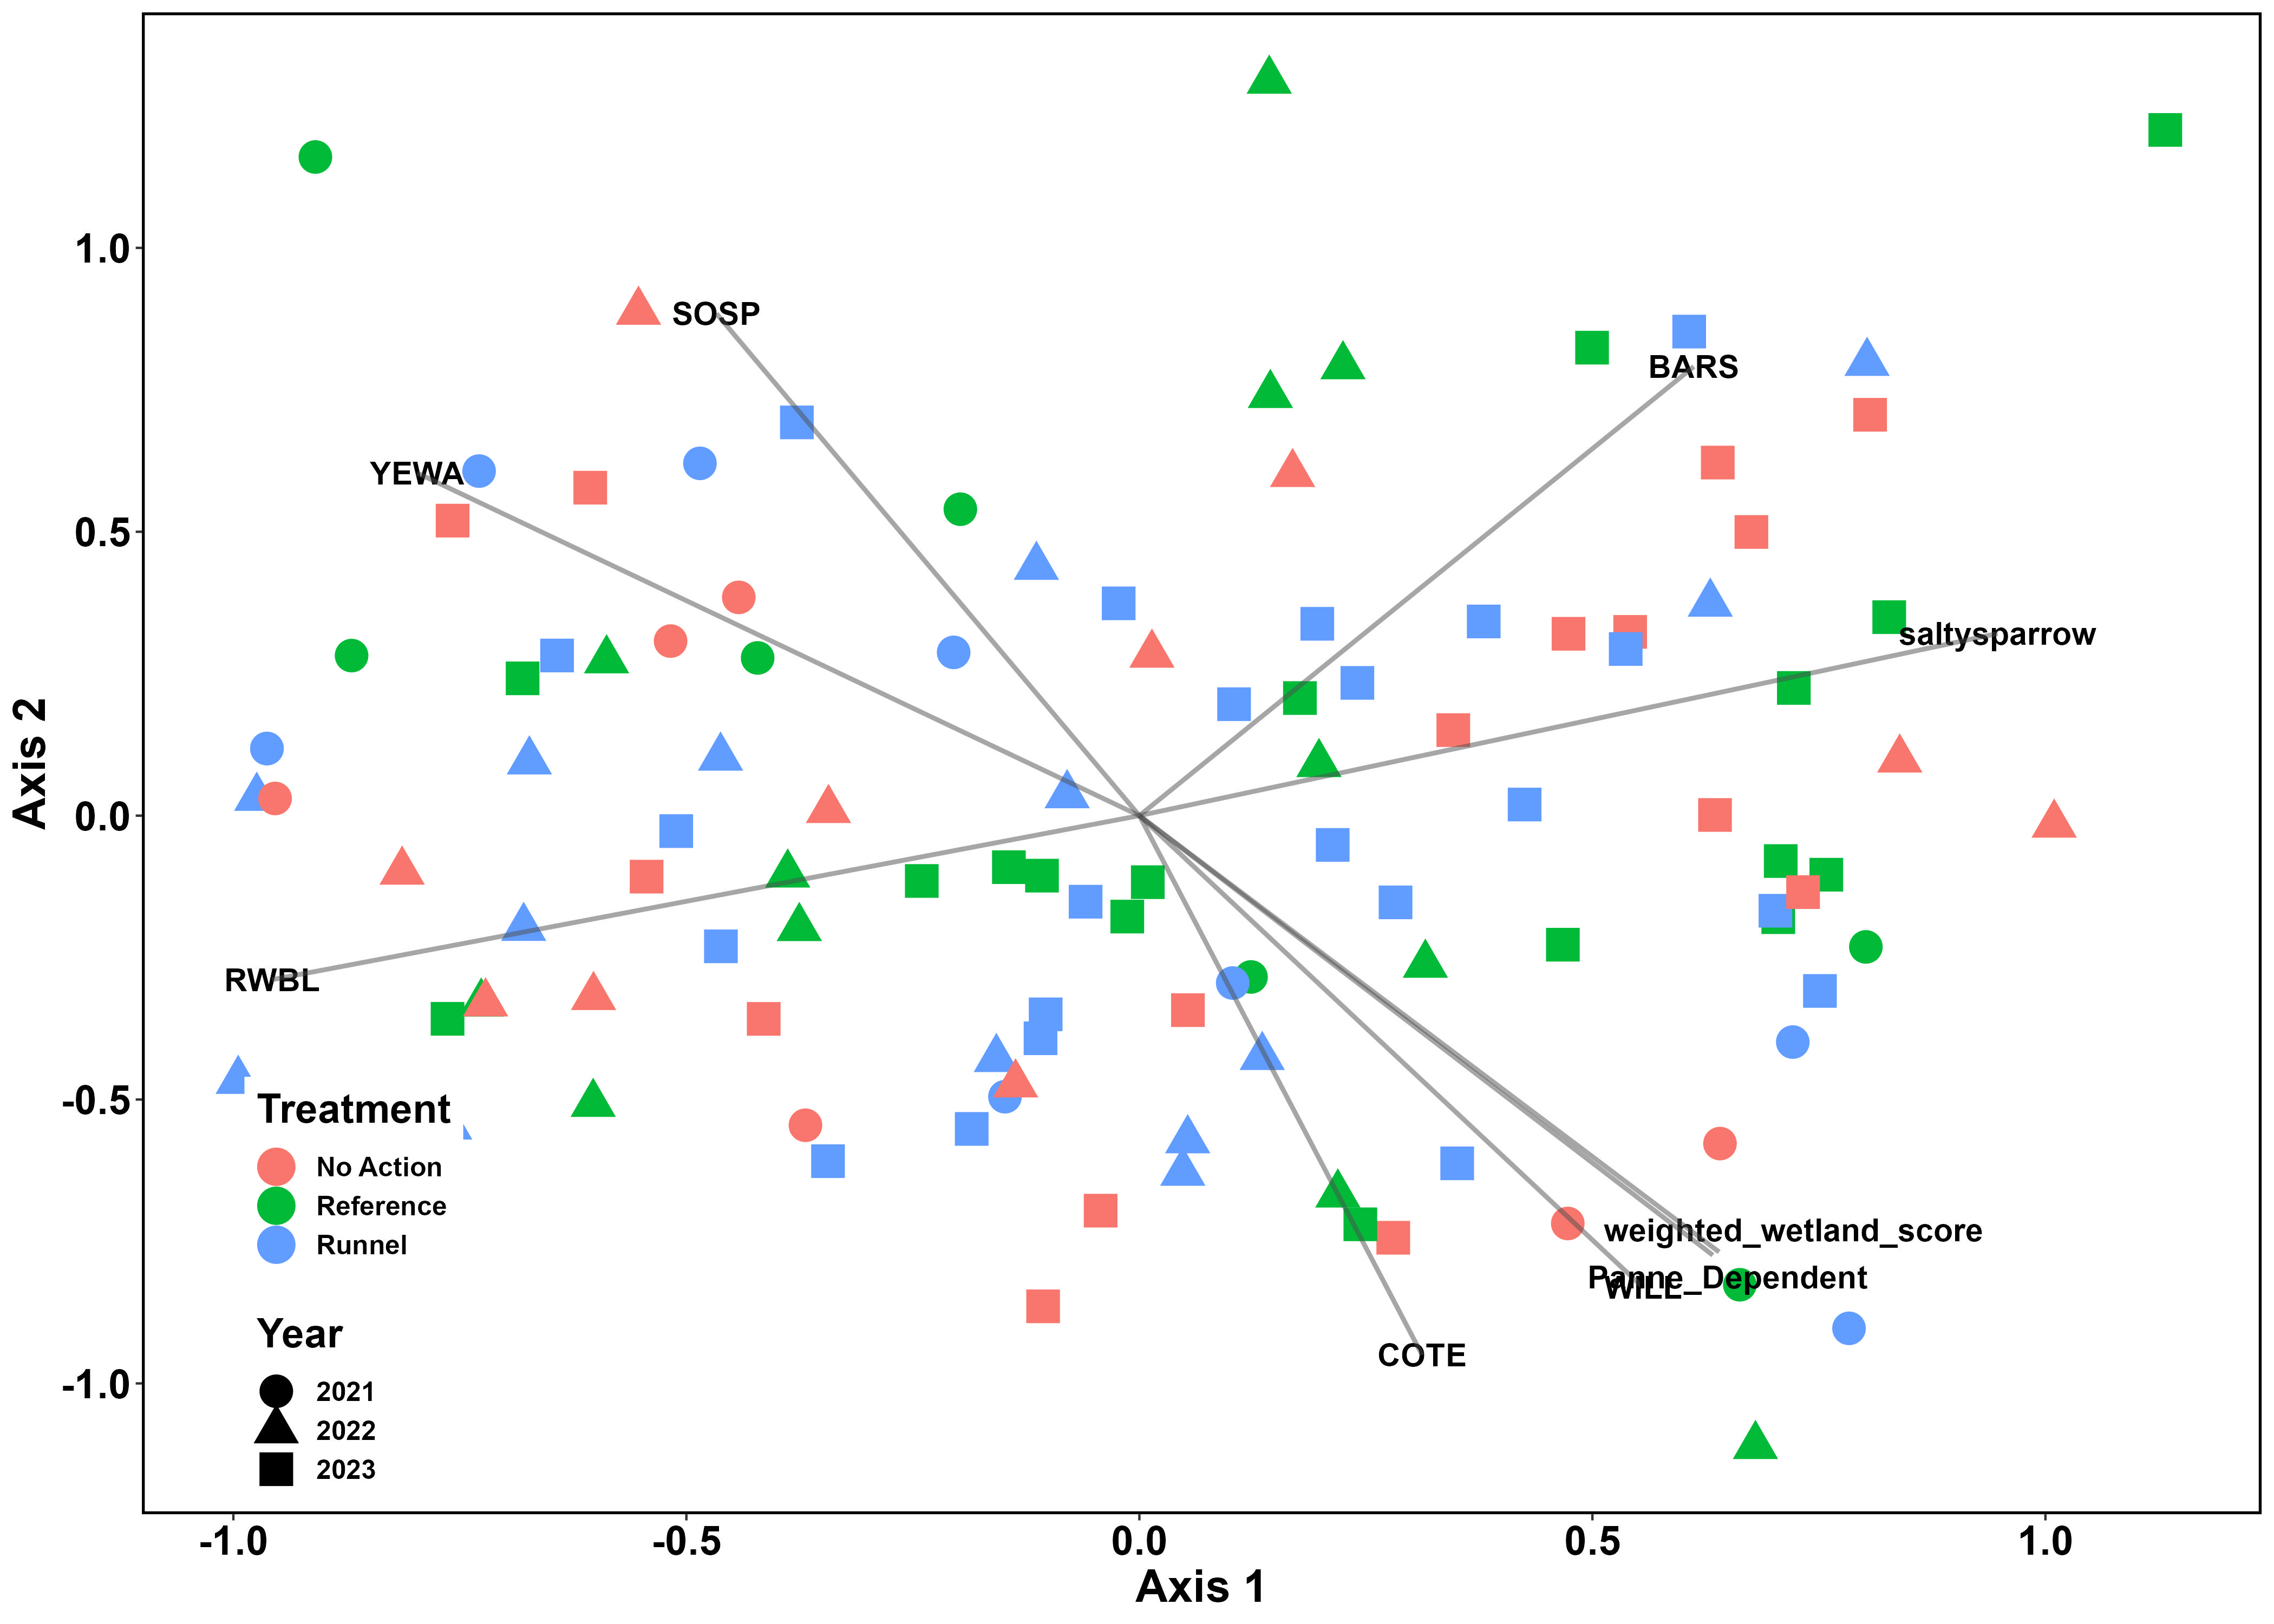 SOSP
BARS
YEWA
saltysparrow
RWBL
weighted_wetland_score
Panne_Dependent
WILL
COTE
Treatment
No Action
Reference
Runnel
Year
2021
2022
2023
1.0
0.5
0.0
-0.5
-1.0
Axis 2
-1.0 -0.5 0.0 0.5 1.0
Axis 1